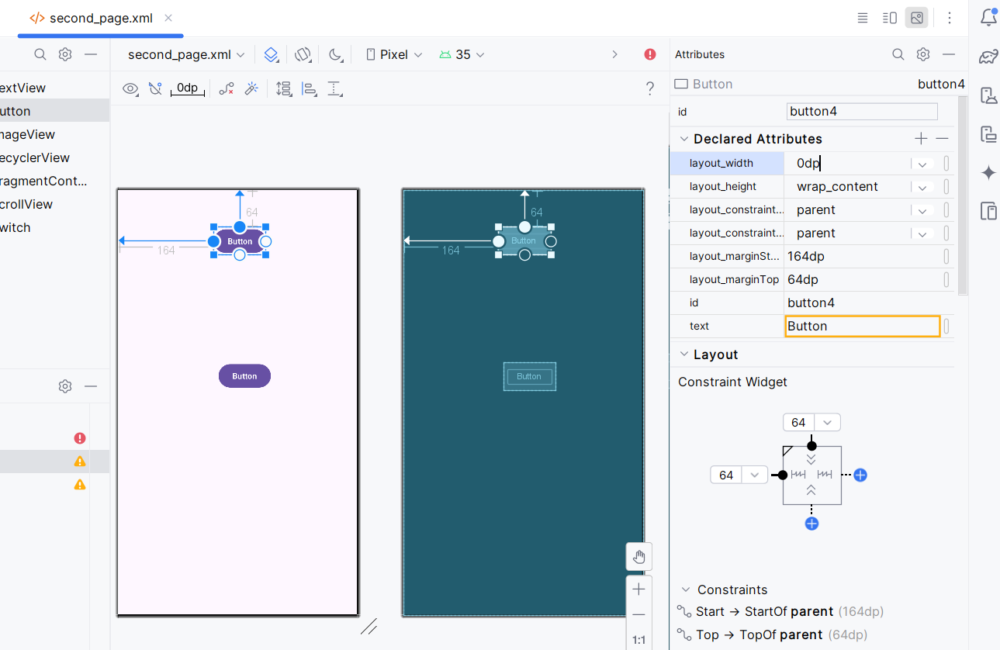 </> second_page.xml
second_page.xml
Pixel
35
Attributes
extView
utton
nageView
ecyclerView
ragmentCont...
crollView
witch
0dp
?
Button
button4
id
button4
Declared Attributes
layout_width
0dp
layout_height
wrap_content
layout_constraint...
parent
layout_constraint...
parent
layout_marginSt...
164dp
layout_marginTop
64dp
id
button4
text
Button
Layout
Constraint Widget
64
64
64
164
Button
Button
64
164
Button
Button
Constraints
Start → StartOf parent (164dp)
Top → TopOf parent (64dp)
1:1